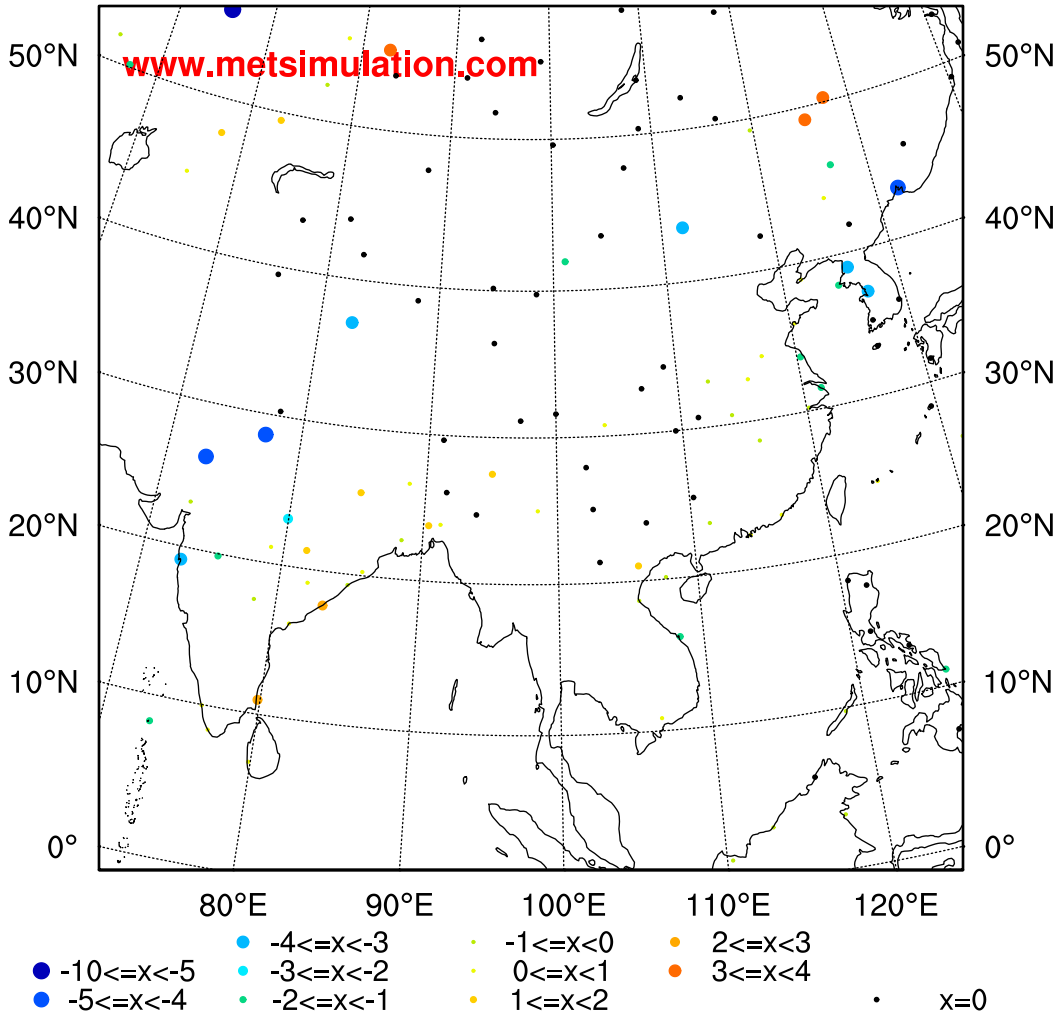 50°N 50°N
www.metsimulation.com
40°N 40°N
30°N 30°N
20°N 20°N
10°N 10°N
0° 0°
80°E 90°E 100°E 110°E 120°E
-4<=x<-3 -1<=x<0 2<=x<3
-10<=x<-5 -3<=x<-2 0<=x<1 3<=x<4
-5<=x<-4 -2<=x<-1 1<=x<2 x=0